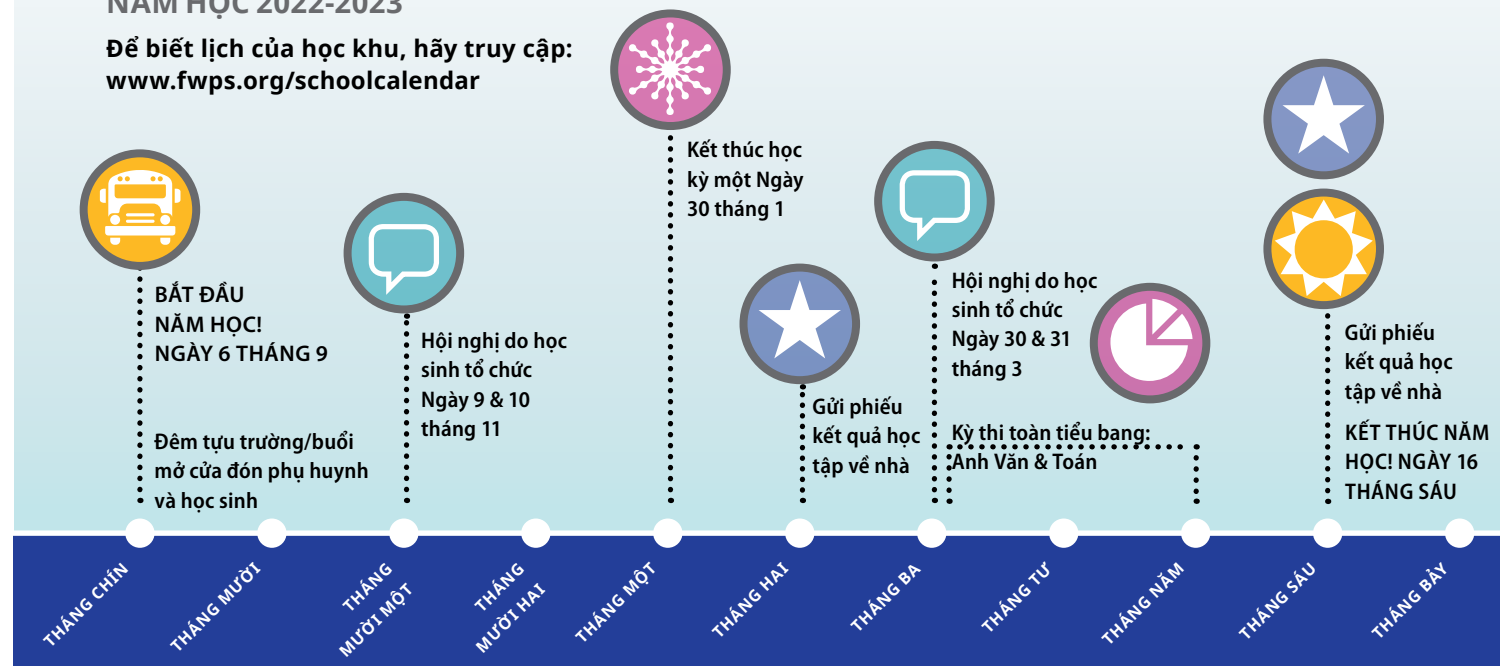 NĂM HỌC 2022-2023
Để biết lịch của học khu, hãy truy cập:
www.fwps.org/schoolcalendar
BẮT ĐẦU
NĂM HỌC!
NGÀY 6 THÁNG 9
Đêm tựu trường/buổi
mở cửa đón phụ huynh
và học sinh
Hội nghị do học
sinh tổ chức
Ngày 9 & 10
tháng 11
Kết thúc học
kỳ một Ngày
30 tháng 1
Gửi phiếu
kết quả học
tập về nhà
Hội nghị do học
sinh tổ chức
Ngày 30 & 31
tháng 3
Kỳ thi toàn tiểu bang:
Anh Văn & Toán
Gửi phiếu
kết quả học
tập về nhà
KẾT THÚC NĂM
HỌC! NGÀY 16
THÁNG SÁU
THÁNG CHÍN
THÁNG MƯỜI
THÁNG
MƯỜI MỘT
THÁNG
MƯỜI HAI
THÁNG MỘT
THÁNG HAI
THÁNG BA
THÁNG TƯ
THÁNG NĂM
THÁNG SÁU
THÁNG BẢY